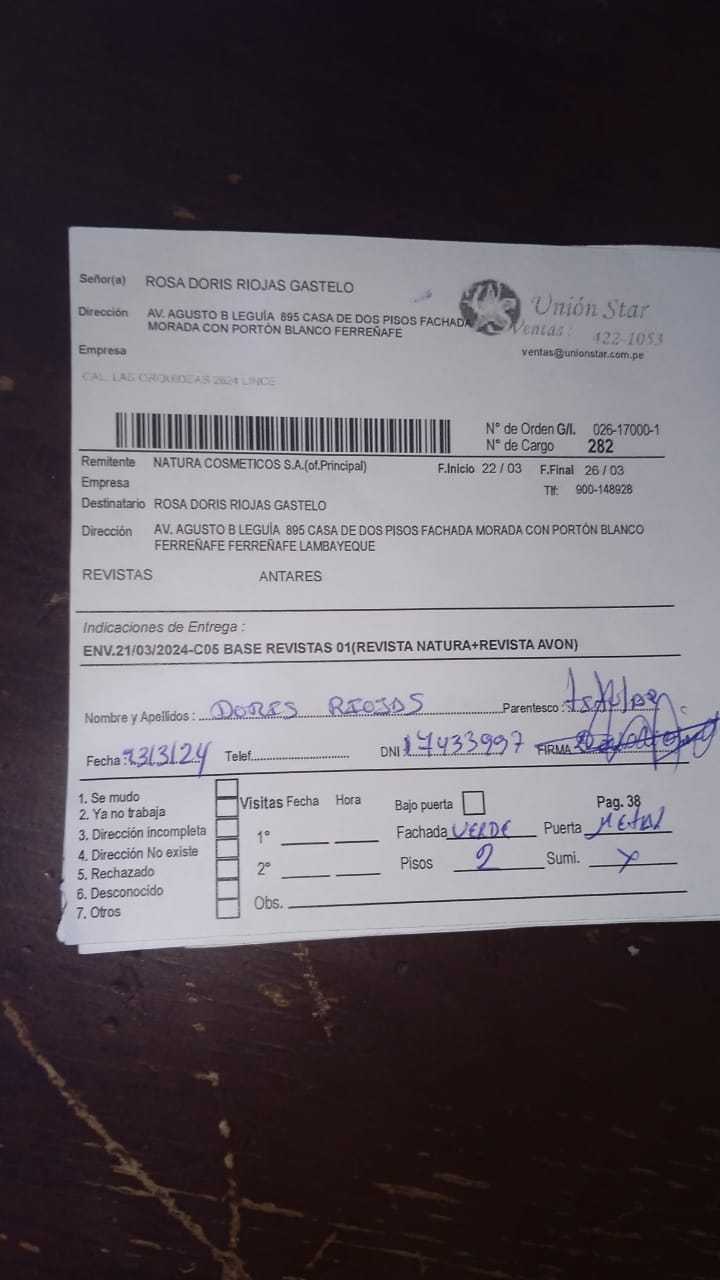 Señor(a) ROSA DORIS RIOJAS GASTELO
Dirección AV. AGUSTO B LEGUÍA 895 CASA DE DOS PISOS FACHADA
MORADA CON PORTÓN BLANCO FERREÑAFE
Unión Star
Ventas: 422-1053
ventas@unionstar.com.pe
Empresa
CAL. LAS ORQUIDEAS 2624 LINCE
N° de Orden G/I. 026-17000-1
N° de Cargo 282
Remitente NATURA COSMETICOS S.A.(of.Principal) F.Inicio 22 / 03 F.Final 26 / 03
Empresa Tlf: 900-148928
Destinatario ROSA DORIS RIOJAS GASTELO
Dirección AV. AGUSTO B LEGUÍA 895 CASA DE DOS PISOS FACHADA MORADA CON PORTÓN BLANCO
FERREÑAFE FERREÑAFE LAMBAYEQUE
REVISTAS ANTARES
Indicaciones de Entrega :
ENV.21/03/2024-C05 BASE REVISTAS 01(REVISTA NATURA+REVISTA AVON)
Nombre y Apellidos : DORIS RIOJAS Parentesco :
Fecha : 23/3/24 Telef. DNI 17433997 FIRMA
1. Se mudo
2. Ya no trabaja
3. Dirección incompleta
4. Dirección No existe
5. Rechazado
6. Desconocido
7. Otros
Visitas Fecha Hora Bajo puerta Pag. 38
1° Fachada VERDE Puerta METAL
2° Pisos 2 Sumi. X
Obs.